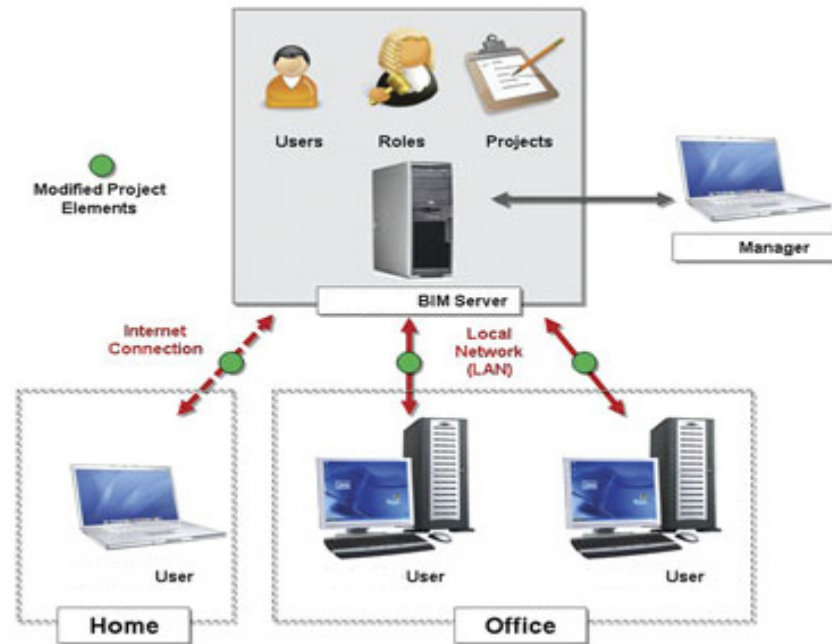 Users
Roles
Projects
Modified Project
Elements
Manager
BIM Server
Internet
Connection
Local
Network
(LAN)
User
User
User
Home
Office